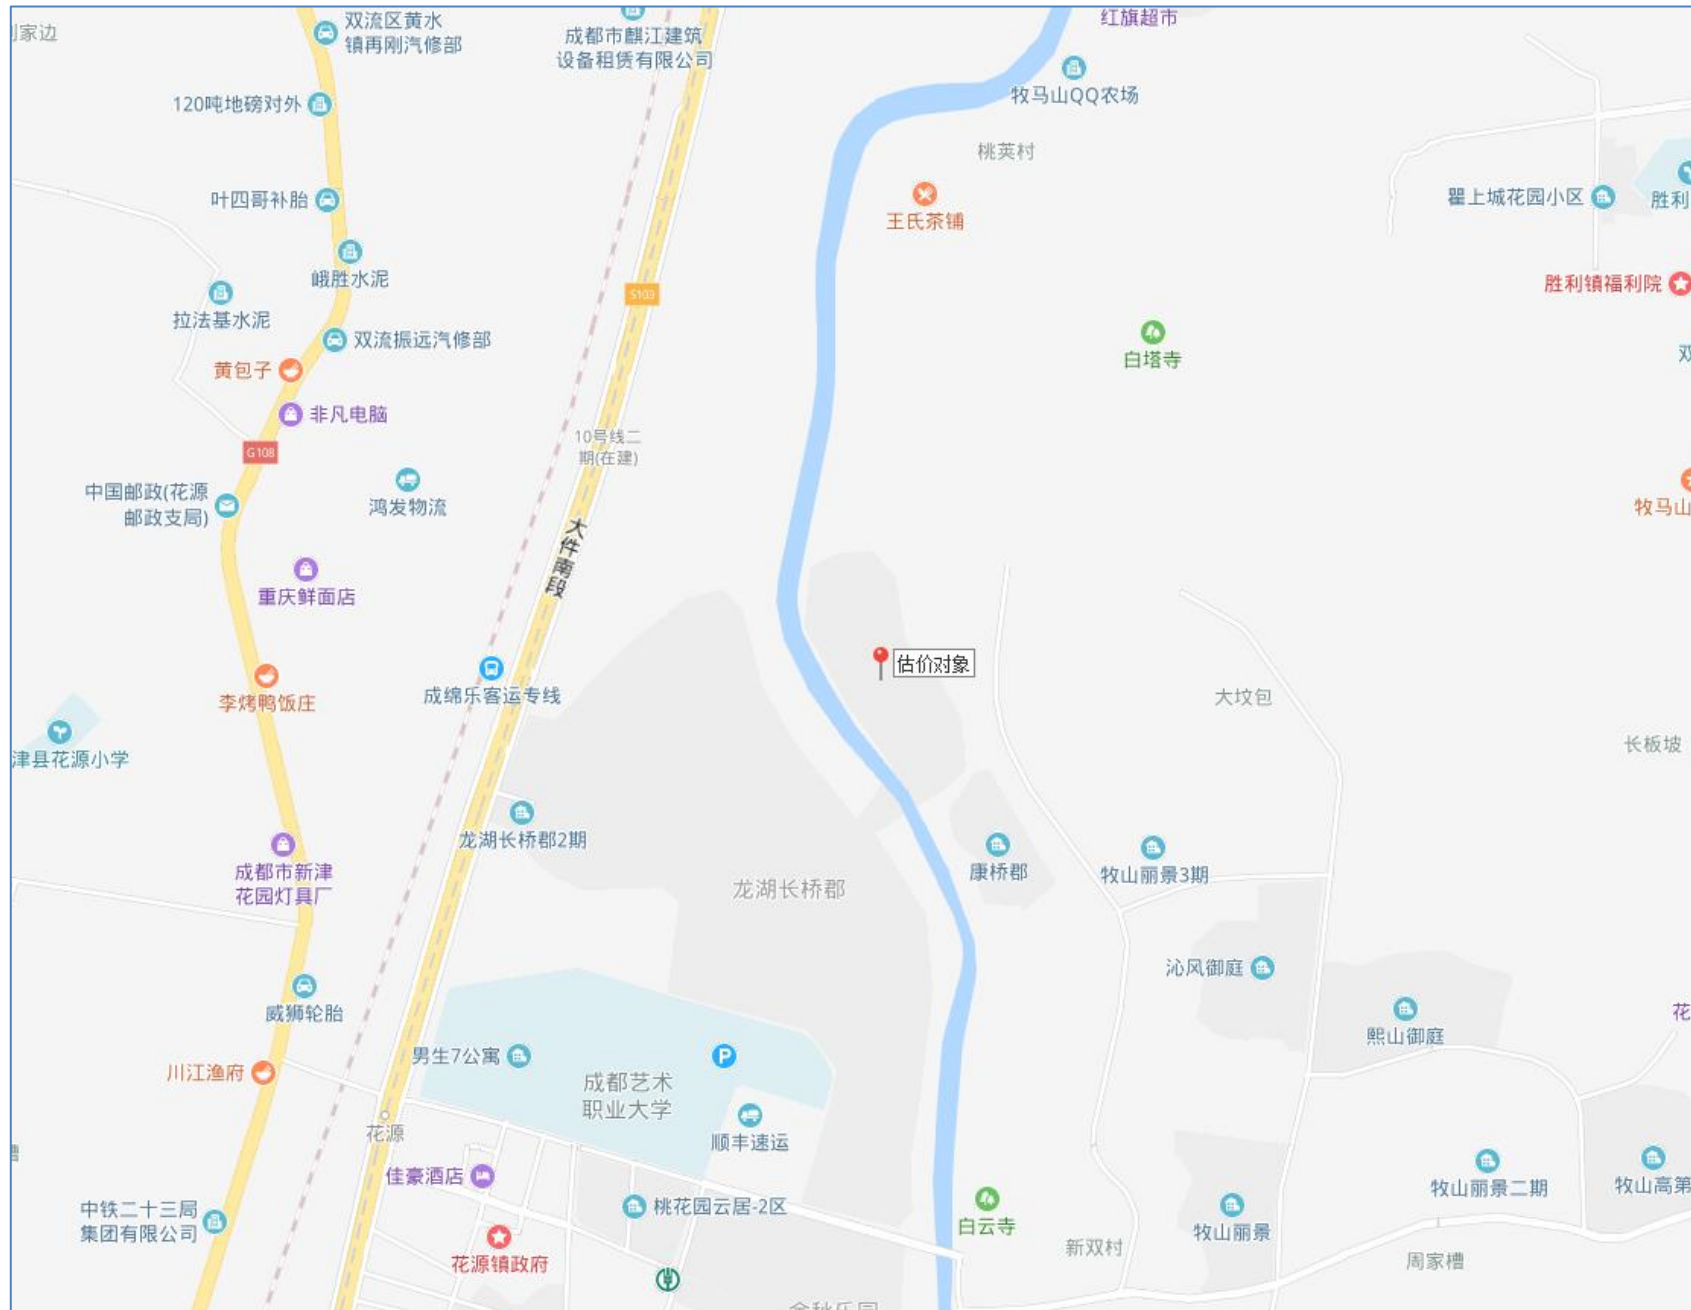 刘家边
双流区黄水
镇再刚汽修部
成都市麒江建筑
设备租赁有限公司
红旗超市
120吨地磅对外
牧马山QQ农场
桃荚村
叶四哥补胎
王氏茶铺
瞿上城花园小区
胜利
峨胜水泥
胜利镇福利院
拉法基水泥
S103
双流振远汽修部
白塔寺
双
黄包子
非凡电脑
G108
10号线二
期(在建)
中国邮政(花源
邮政支局)
鸿发物流
牧马山
大件南段
重庆鲜面店
估价对象
李烤鸭饭庄
成绵乐客运专线
大坟包
长板坡
津县花源小学
龙湖长桥郡2期
成都市新津
花园灯具厂
龙湖长桥郡
康桥郡
牧山丽景3期
沁风御庭
威狮轮胎
熙山御庭
花
男生7公寓
P
川江渔府
成都艺术
职业大学
花源
顺丰速运
佳豪酒店
桃花园云居-2区
牧山丽景二期
牧山高第
中铁二十三局
集团有限公司
白云寺
牧山丽景
花源镇政府
新双村
周家槽
金秋乐园